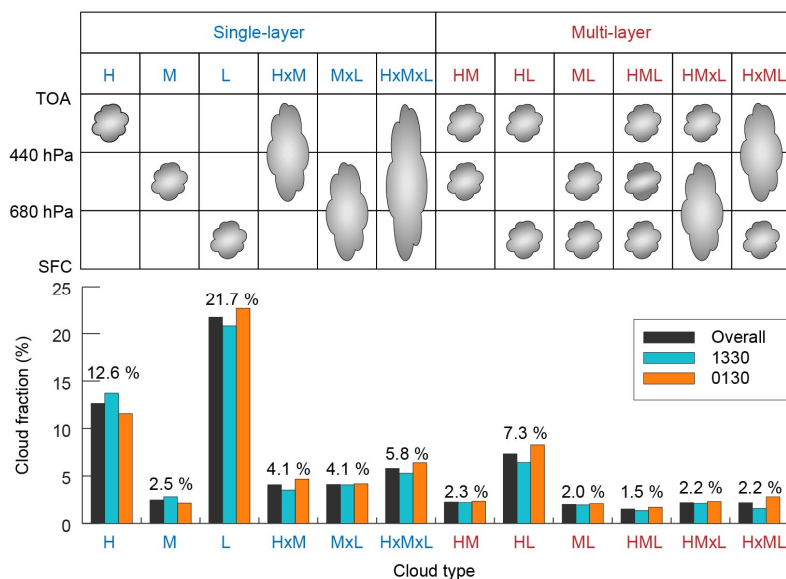 Single-layer Multi-layer
H M L HxM MxL HxMxL HM HL ML HML HMxL HxML
TOA
440 hPa
680 hPa
SFC
Cloud fraction (%)
25
20
15
10
5
0
12.6 %
2.5 %
21.7 %
4.1 %
4.1 %
5.8 %
2.3 %
7.3 %
2.0 %
1.5 %
2.2 %
2.2 %
Overall
1330
0130
H M L HxM MxL HxMxL HM HL ML HML HMxL HxML
Cloud type